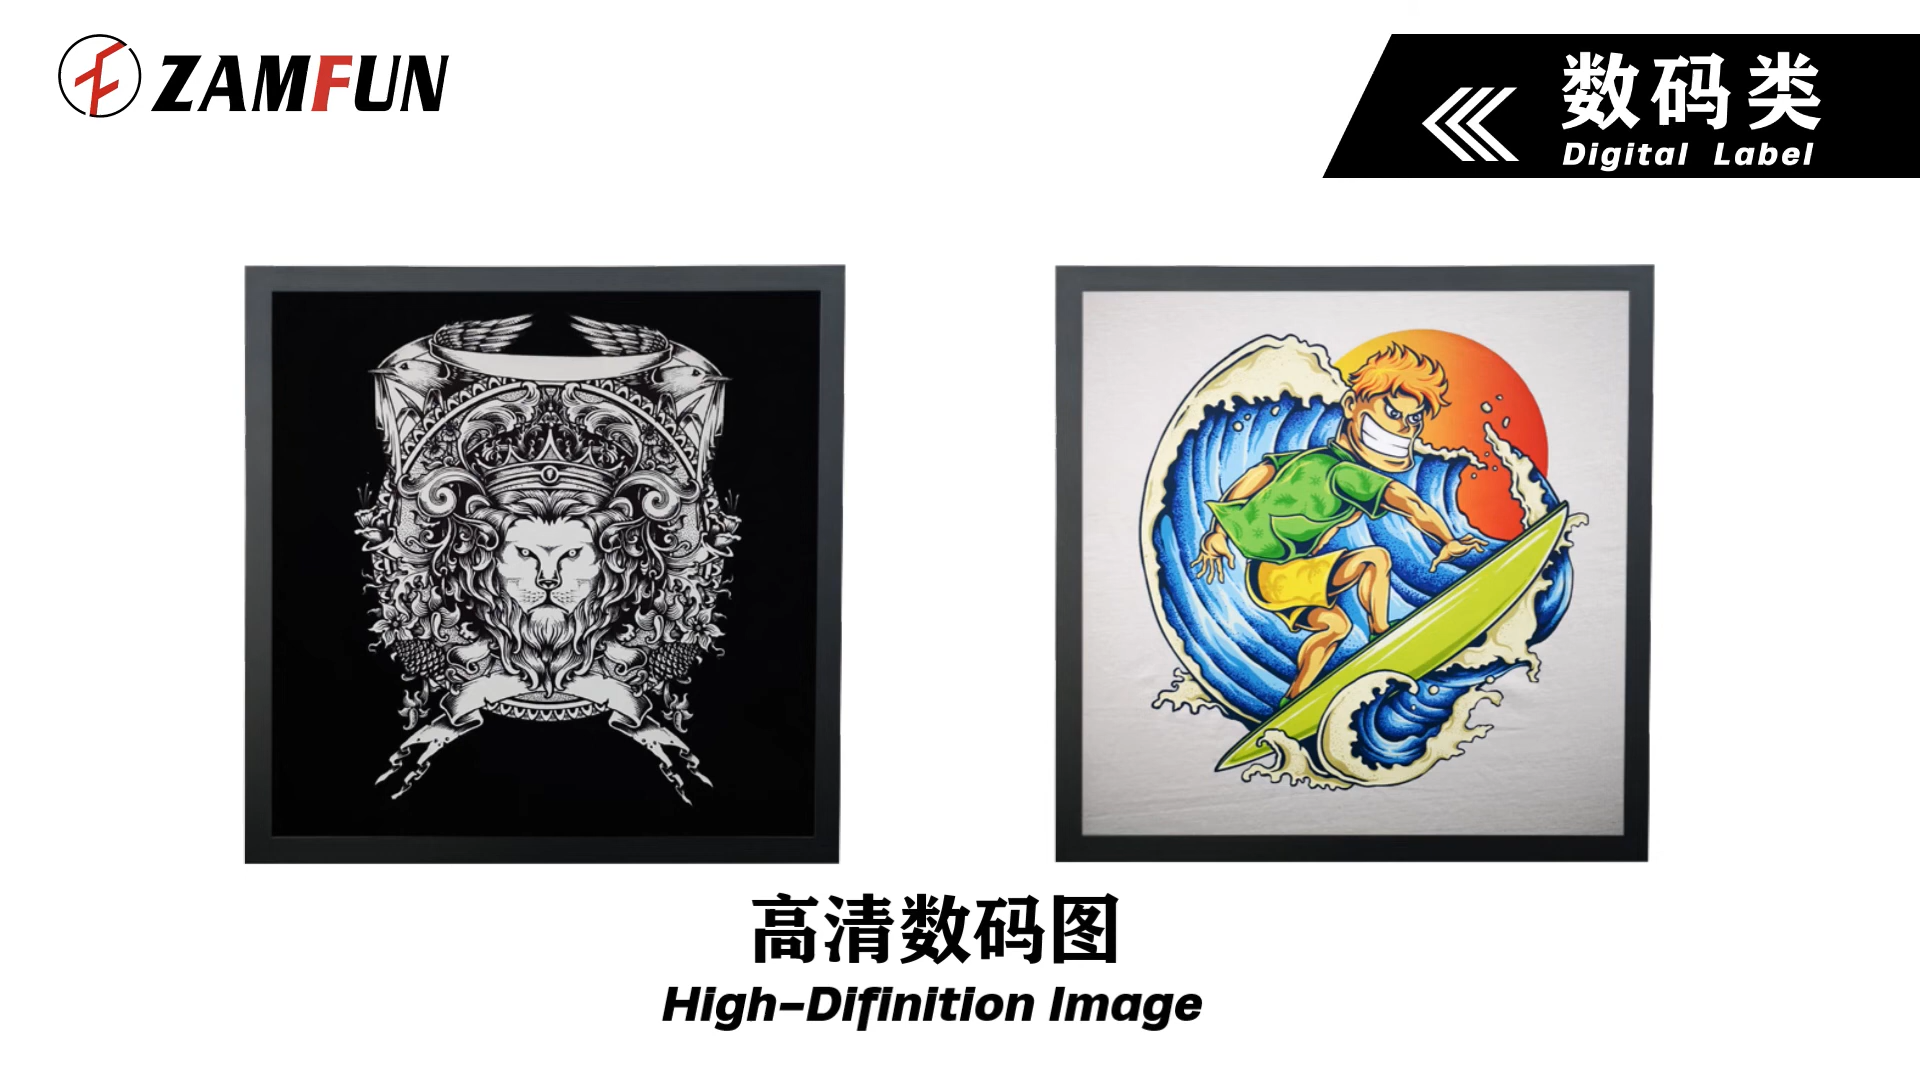 ZAMFUN
数码类
Digital Label
高清数码图
High-Difinition Image